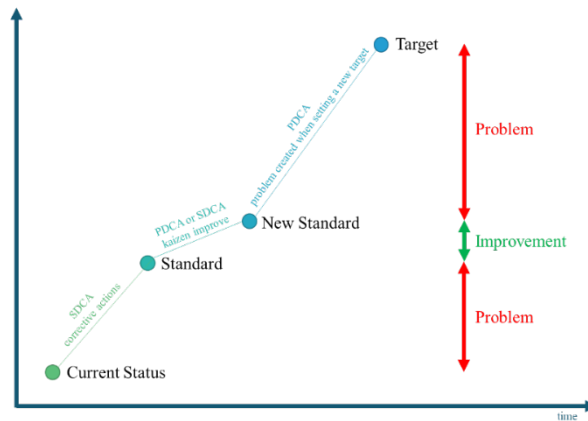 Target
PDCA
problem created when setting a new target
Problem
New Standard
PDCA or SDCA
kaizen improve
Improvement
Standard
SDCA
corrective actions
Problem
Current Status
time